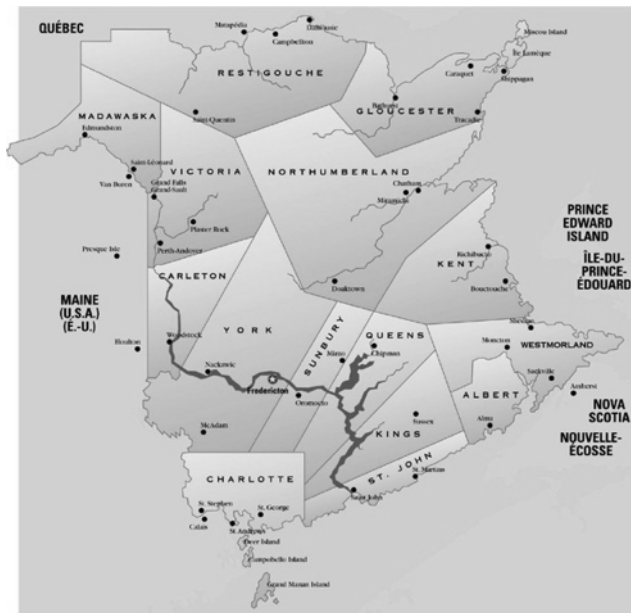 QUÉBEC
Matapédia
Dalhousie
Campbellton
Miscou Island
Île Lamèque
RESTIGOUCHE
Caraquet
Shippagan
Bathurst
GLOUCESTER
Tracadie
Saint-Quentin
MADAWASKA
Edmundston
Saint-Léonard
Van Buren
VICTORIA
Grand Falls
Grand-Sault
NORTHUMBERLAND
Chatham
Miramichi
Plaster Rock
Perth-Andover
Presque Isle
PRINCE
EDWARD
ISLAND
ÎLE-DU-
PRINCE-
ÉDOUARD
Richibucto
KENT
Bouctouche
CARLETON
Doaktown
MAINE
(U.S.A.)
(É.-U.)
YORK
SUNBURY
QUEENS
Minto
Chipman
Woodstock
Houlton
Nackawic
Fredericton
Oromocto
Moncton
WESTMORLAND
Sackville
Amherst
ALBERT
Alma
NOVA
SCOTIA
NOUVELLE-
ÉCOSSE
McAdam
Sussex
KINGS
CHARLOTTE
ST. JOHN
St. Martins
Saint John
St. Stephen
Calais
St. George
St. Andrews
Deer Island
Campobello Island
Grand Manan Island